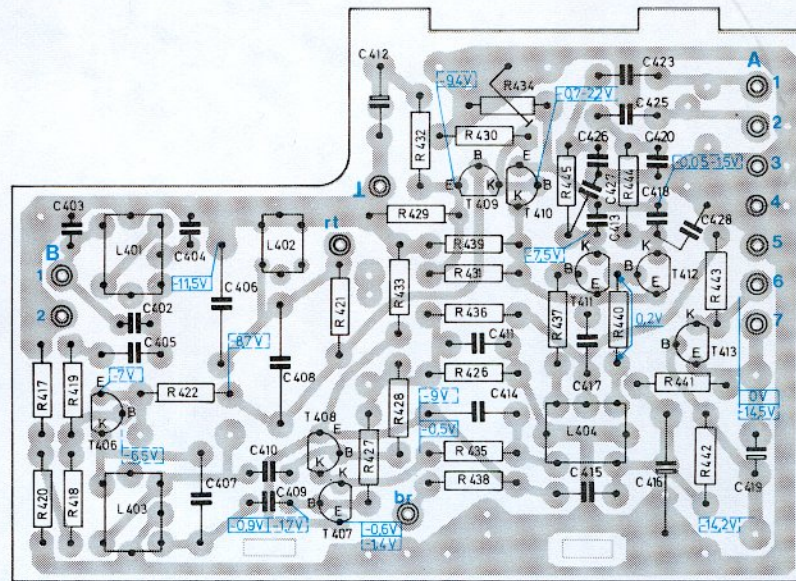 C412
-9,4V
R434
-0,7-2,2V
C423
A
1
C425
2
R432
R430
C426
C420
3
B
E
R445
C427
R444
C418
-0,05-1,5V
E
K
K
B
T409
E
T410
4
C403
⊥
R429
C413
C428
B
L401
C404
L402
rt
R439
-7,5V
K
K
5
1
-11,5V
R431
B
B
T412
6
C406
R421
R433
E
E
R443
2
C402
R436
T411
R437
R440
0,2V
K
7
C405
-8,7V
C411
B
T413
C408
R426
E
-7V
C417
R441
0V
-14,5V
R417
R419
E
R422
R428
-9V
C414
B
T408
E
-0,5V
L404
K
T406
B
R427
R435
R442
-6,5V
C410
K
C419
K
R438
C415
C416
R420
R418
C407
C409
B
L403
br
-0,9V
-1,7V
E
T407
-0,6V
-1,4V
-14,2V